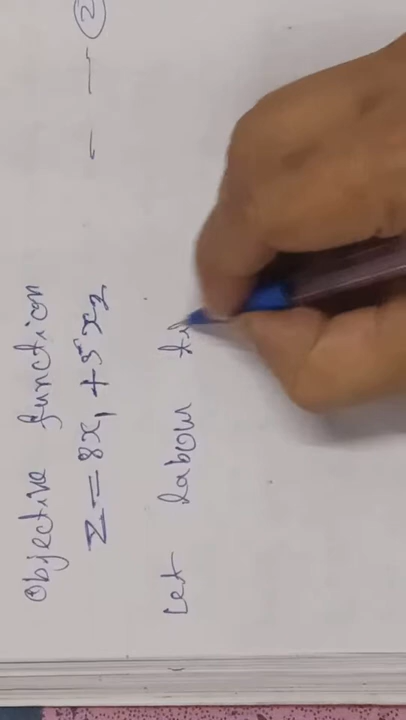 Objective function
Z = 8x₁ + 5x₂ - - - ②
Let Labour